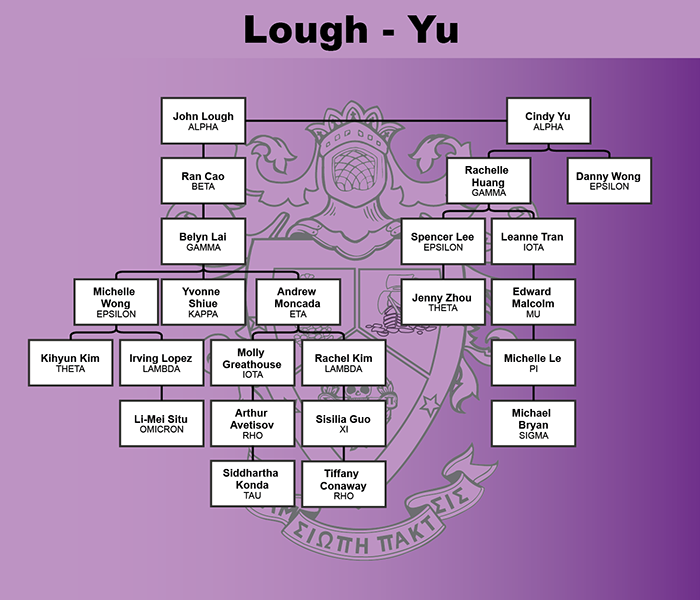 Lough - Yu
John Lough
ALPHA
Cindy Yu
ALPHA
Ran Cao
BETA
Rachelle
Huang
GAMMA
Danny Wong
EPSILON
Belyn Lai
GAMMA
Spencer Lee
EPSILON
Leanne Tran
IOTA
Michelle
Wong
EPSILON
Yvonne
Shiue
KAPPA
Andrew
Moncada
ETA
Jenny Zhou
THETA
Edward
Malcolm
MU
Kihyun Kim
THETA
Irving Lopez
LAMBDA
Molly
Greathouse
IOTA
Rachel Kim
LAMBDA
Michelle Le
PI
Li-Mei Situ
OMICRON
Arthur
Avetisov
RHO
Sisilia Guo
XI
Michael
Bryan
SIGMA
Siddhartha
Konda
TAU
Tiffany
Conaway
RHO
ΣΙΩΠΗ ΠΑΚΤ ΣΙΣ